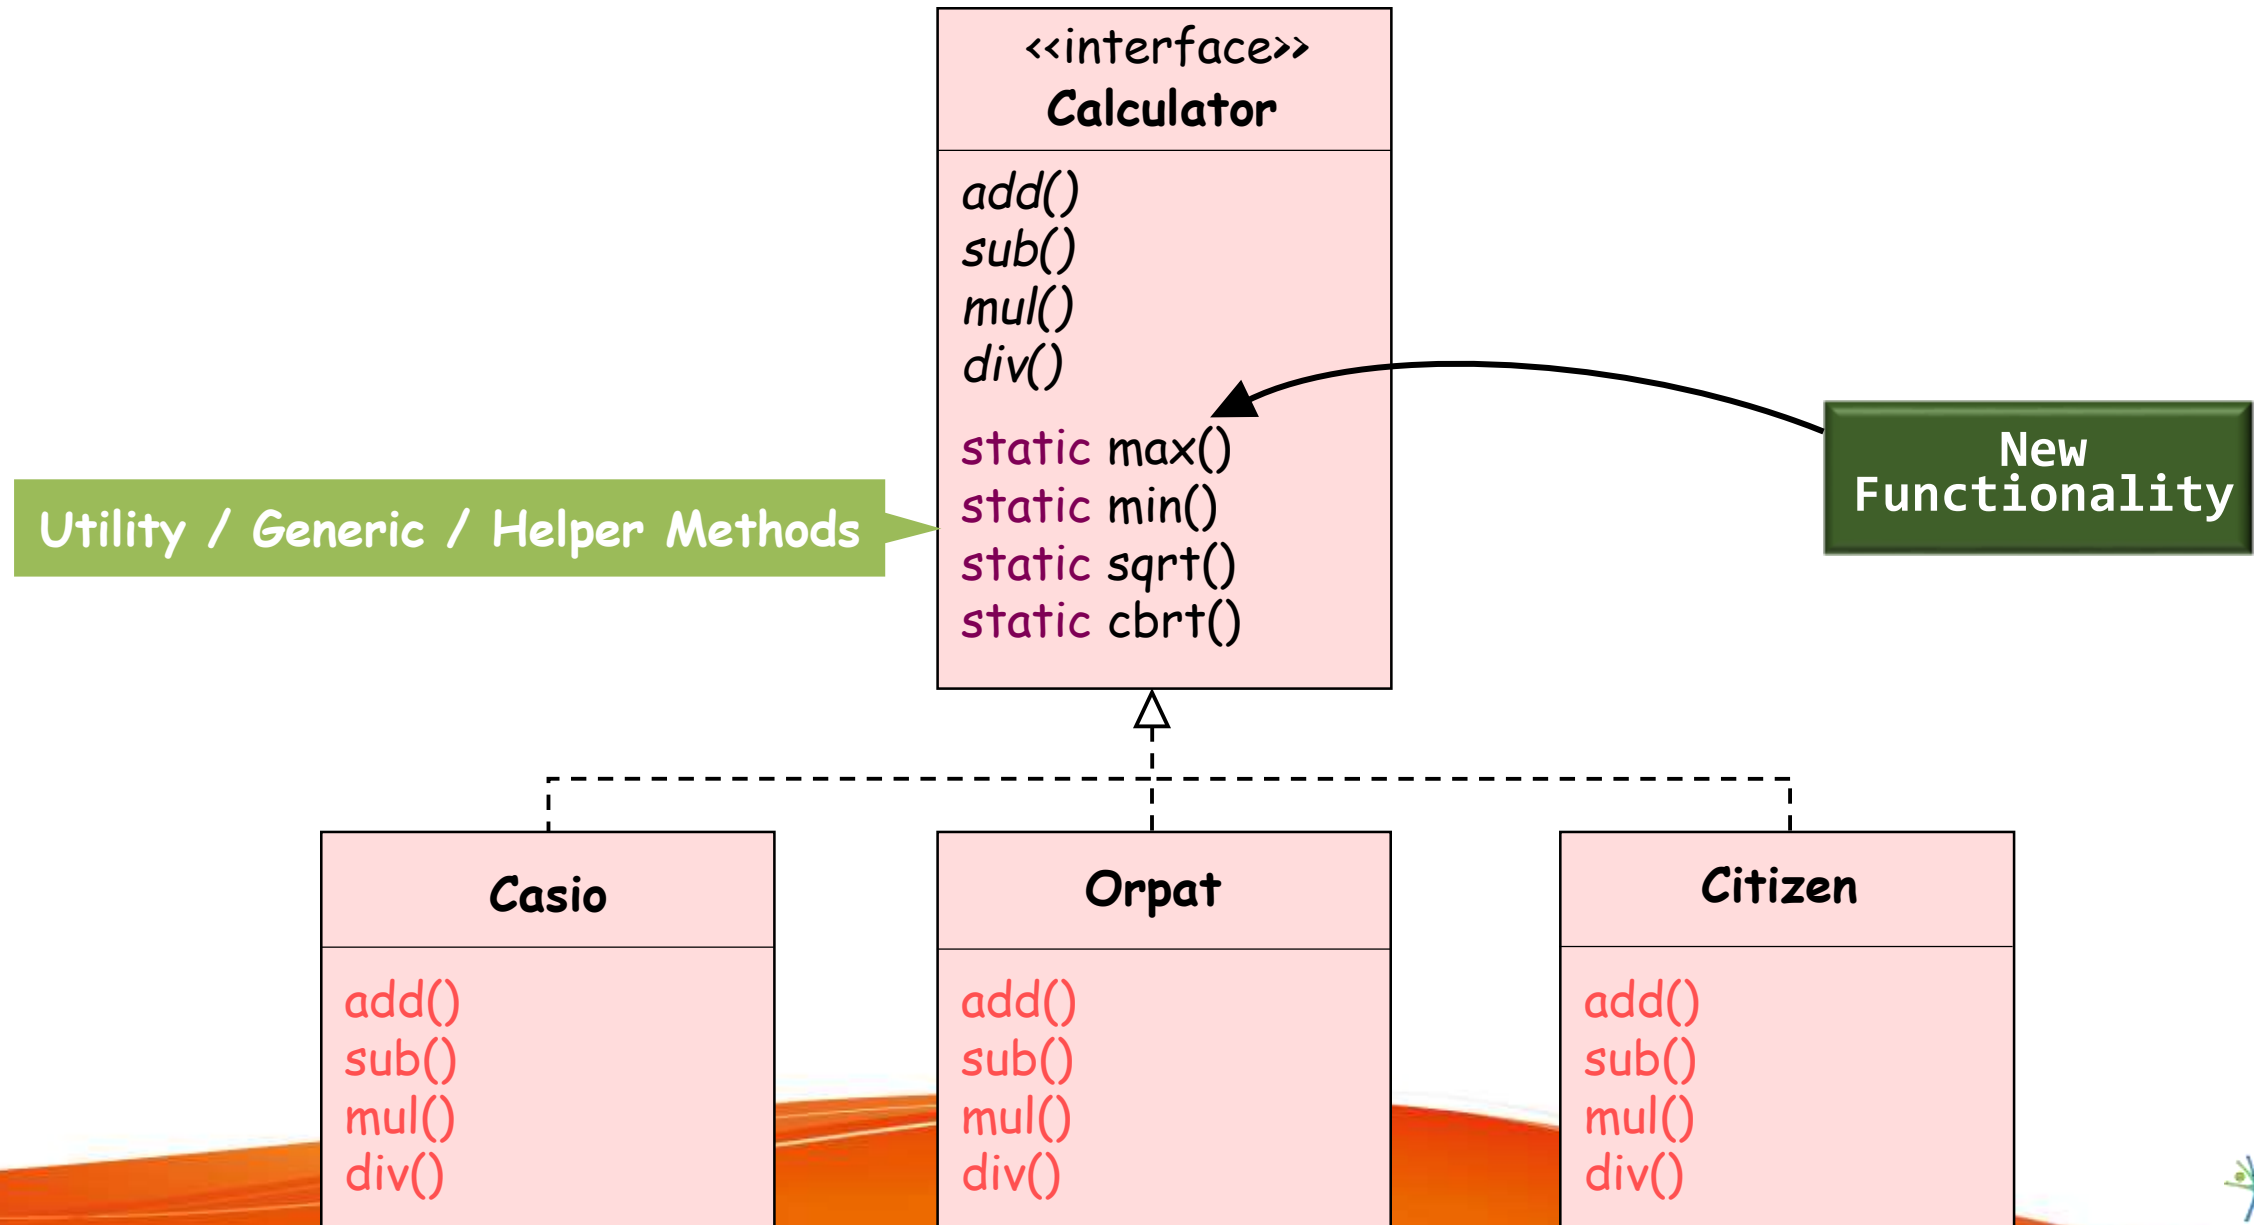 <<interface>>
Calculator
add()
sub()
mul()
div()
static max()
static min()
static sqrt()
static cbrt()
Utility / Generic / Helper Methods
New
Functionality
Casio
add()
sub()
mul()
div()
Orpat
add()
sub()
mul()
div()
Citizen
add()
sub()
mul()
div()